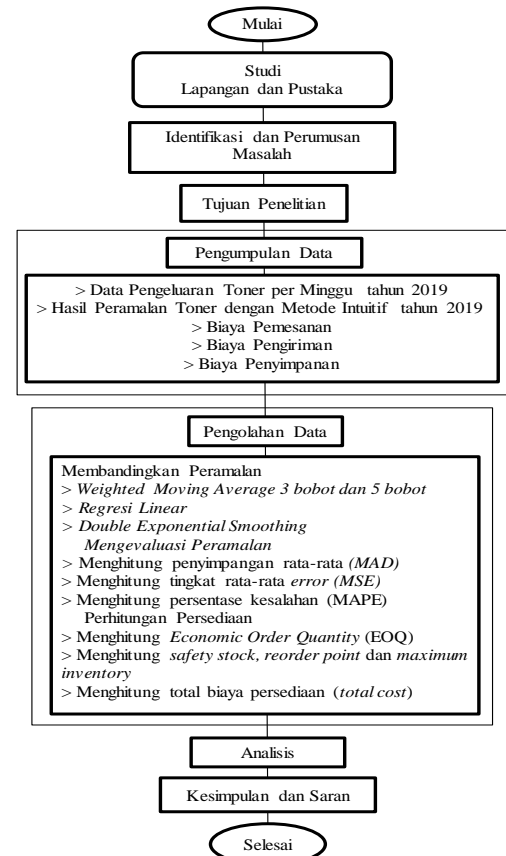 Mulai
Studi
Lapangan dan Pustaka
Identifikasi dan Perumusan
Masalah
Tujuan Penelitian
Pengumpulan Data
> Data Pengeluaran Toner per Minggu tahun 2019
> Hasil Peramalan Toner dengan Metode Intuitif tahun 2019
> Biaya Pemesanan
> Biaya Pengiriman
> Biaya Penyimpanan
Pengolahan Data
Membandingkan Peramalan
> Weighted Moving Average 3 bobot dan 5 bobot
> Regresi Linear
> Double Exponential Smoothing
Mengevaluasi Peramalan
> Menghitung penyimpangan rata-rata (MAD)
> Menghitung tingkat rata-rata error (MSE)
> Menghitung persentase kesalahan (MAPE)
Perhitungan Persediaan
> Menghitung Economic Order Quantity (EOQ)
> Menghitung safety stock, reorder point dan maximum
inventory
> Menghitung total biaya persediaan (total cost)
Analisis
Kesimpulan dan Saran
Selesai